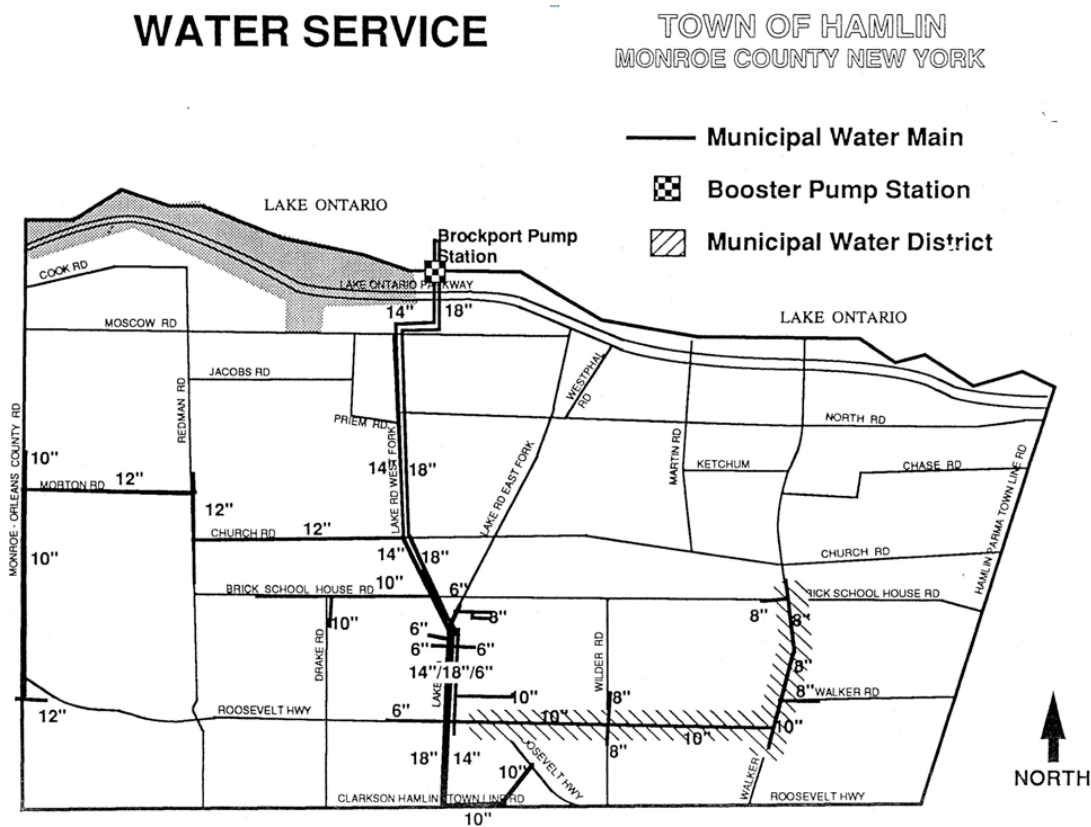 WATER SERVICE
TOWN OF HAMLIN
MONROE COUNTY NEW YORK
Municipal Water Main
Booster Pump Station
Municipal Water District
LAKE ONTARIO
Brockport Pump
Station
COOK RD
LAKE ONTARIO PARKWAY
14"
18"
MOSCOW RD
LAKE ONTARIO
JACOBS RD
WESTPHAL
RD
REDMAN RD
PRIEM RD
NORTH RD
MONROE - ORLEANS COUNTY RD
10"
14"
18"
LAKE RD WEST FORK
LAKE RD EAST FORK
MARTIN RD
KETCHUM
CHASE RD
HAMLIN PARMA TOWN LINE RD
MORTON RD
12"
12"
CHURCH RD
12"
10"
14"
18"
CHURCH RD
BRICK SCHOOL HOUSE RD
10"
6"
RICK SCHOOL HOUSE RD
8"
8"
8"
10"
DRAKE RD
6"
6"
6"
WILDER RD
14"/18"/6"
8"
LAKE
10"
8"
8"
WALKER RD
12"
ROOSEVELT HWY
6"
10"
10"
10"
18"
14"
8"
OOSEVELT HWY
10"
WALKER
CLARKSON HAMLIN TOWN LINE RD
ROOSEVELT HWY
10"
NORTH